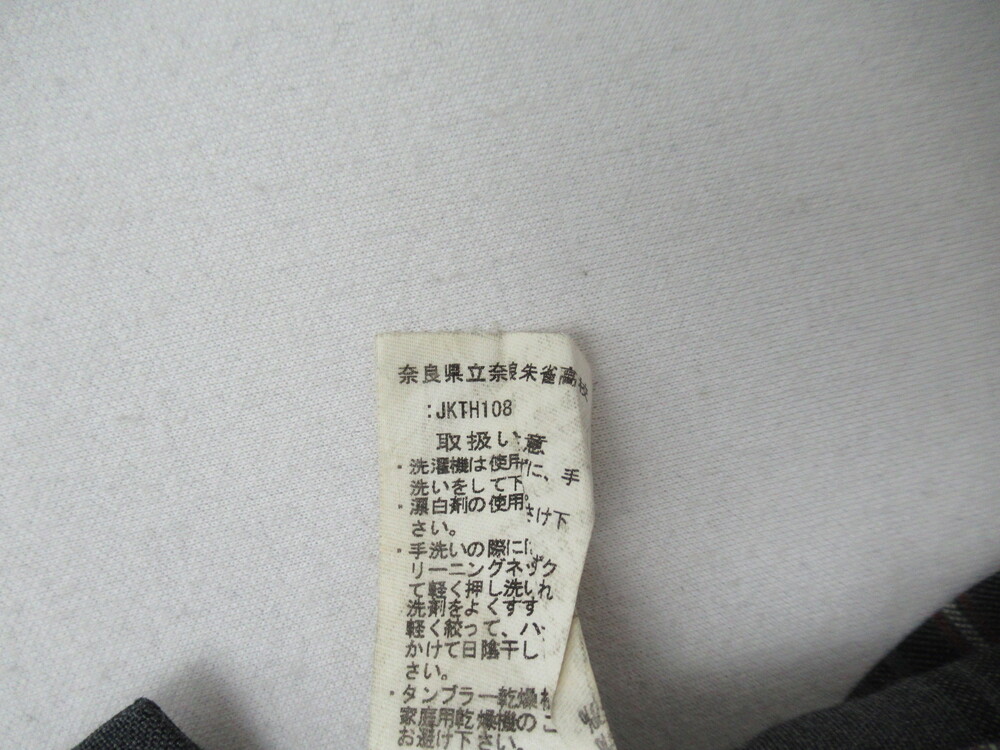 奈良県立奈良朱雀高校
:JKTH108
取扱い注意
・洗濯機は使用せずに、手
洗いをして下
・漂白剤の使用
さけ下
さい。
・手洗いの際に
リーニングネック
て軽く押し洗いれ
洗剤をよくすす
軽く絞って、ハ
かけて日陰干し
さい。
・タンブラー乾燥
家庭用乾燥機のご
お避け下さい。